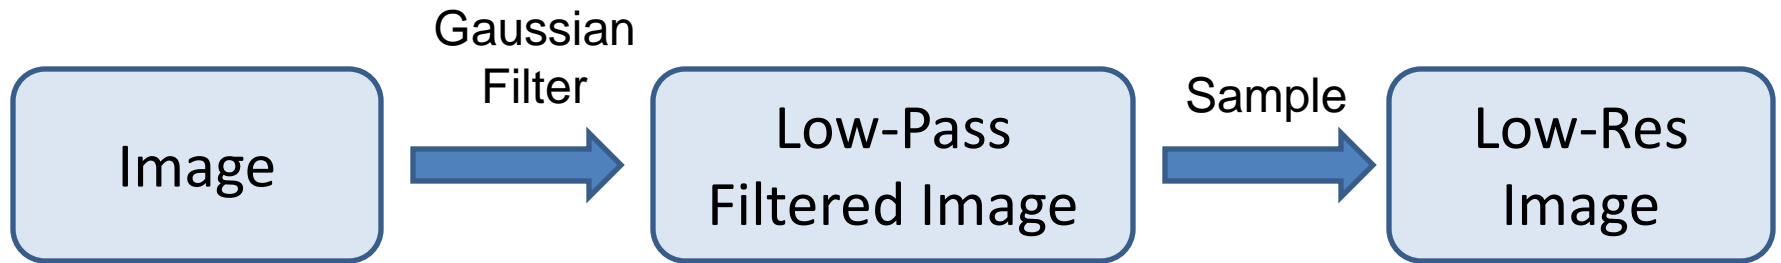 Image
Gaussian
Filter
Low-Pass
Filtered Image
Sample
Low-Res
Image